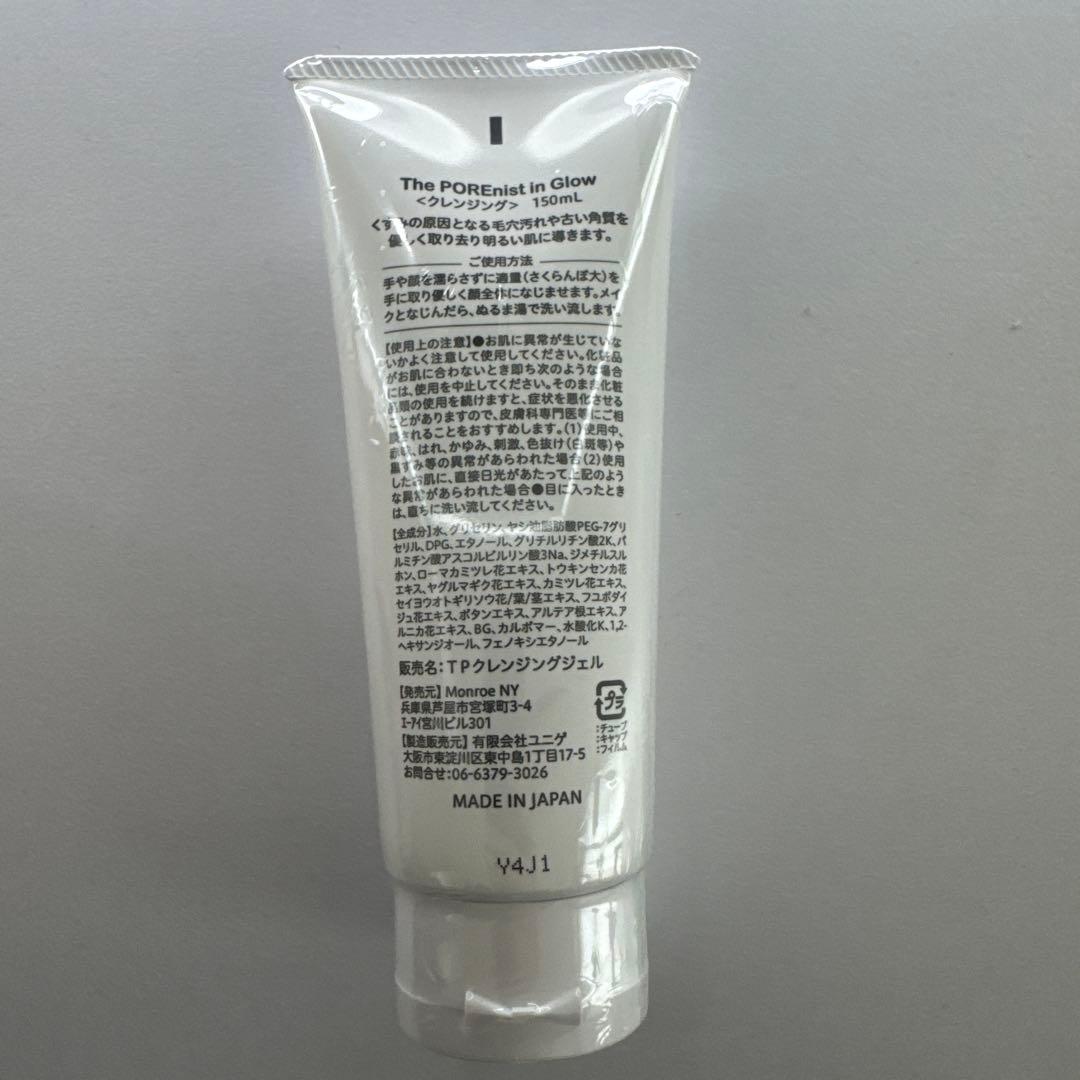 The POREnist in Glow
<クレンジング> 150mL
くすみの原因となる毛穴汚れや古い角質を
優しく取り去り明るい肌に導きます。
ご使用方法
手や顔を濡らさずに適量(さくらんぼ大)を
手に取り優しく顔全体になじませます。メイ
クとなじんだら、ぬるま湯で洗い流します。
【使用上の注意】●お肌に異常が生じていな
いかよく注意して使用してください。化粧品
がお肌に合わないとき即ち次のような場合
には、使用を中止してください。そのまま化粧
品類の使用を続けますと、症状を悪化させる
ことがありますので、皮膚科専門医等にご相
談されることをおすすめします。(1)使用中、
赤味、はれ、かゆみ、刺激、色抜け(白斑等)や
黒ずみ等の異常があらわれた場合(2)使用
したお肌に、直接日光があたって上記のよう
な異常があらわれた場合●目に入ったとき
は、直ちに洗い流してください。
【全成分】水、グリセリン、ヤシ油脂肪酸PEG-7グリ
セリル、DPG、エタノール、グリチルリチン酸2K、パ
ルミチン酸アスコルビルリン酸3Na、ジメチルスル
ホン、ローマカミツレ花エキス、トウキンセンカ花
エキス、ヤグルマギク花エキス、カミツレ花エキス、
セイヨウオトギリソウ花/葉/茎エキス、フユボダイ
ジュ花エキス、ボタンエキス、アルテア根エキス、ア
ルニカ花エキス、BG、カルボマー、水酸化K、1,2-
ヘキサンジオール、フェノキシエタノール
販売名:TPクレンジングジェル
【発売元】Monroe NY
兵庫県芦屋市宮塚町3-4
エーアイ宮川ビル301
プラ
:チューブ
:キャップ
:フィルム
【製造販売元】有限会社ユニゲ
大阪市東淀川区東中島1丁目17-5
お問合せ:06-6379-3026
MADE IN JAPAN
Y4J1